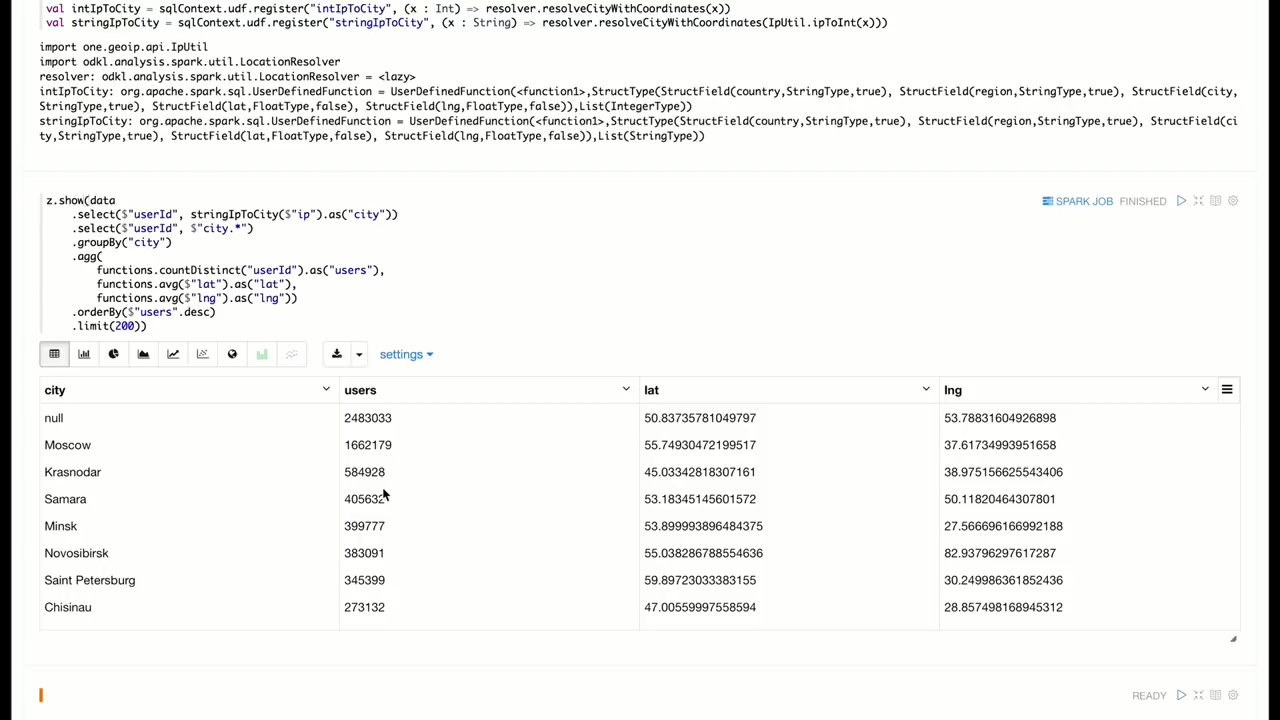 val intIpToCity = sqlContext.udf.register("intIpToCity", (x : Int) => resolver.resolveCityWithCoordinates(x))
val stringIpToCity = sqlContext.udf.register("stringIpToCity", (x : String) => resolver.resolveCityWithCoordinates(IpUtil.ipToInt(x)))
import one.geoip.api.IpUtil
import odkl.analysis.spark.util.LocationResolver
resolver: odkl.analysis.spark.util.LocationResolver = <lazy>
intIpToCity: org.apache.spark.sql.UserDefinedFunction = UserDefinedFunction(<function1>,StructType(StructField(country,StringType,true), StructField(region,StringType,true), StructField(city,
StringType,true), StructField(lat,FloatType,false), StructField(lng,FloatType,false)),List(IntegerType))
stringIpToCity: org.apache.spark.sql.UserDefinedFunction = UserDefinedFunction(<function1>,StructType(StructField(country,StringType,true), StructField(region,StringType,true), StructField(ci
ty,StringType,true), StructField(lat,FloatType,false), StructField(lng,FloatType,false)),List(StringType))
z.show(data
SPARK JOB FINISHED
.select($"userId", stringIpToCity($"ip").as("city"))
.select($"userId", $"city.*")
.groupBy("city")
.agg(
functions.countDistinct("userId").as("users"),
functions.avg($"lat").as("lat"),
functions.avg($"lng").as("lng"))
.orderBy($"users".desc)
.limit(200))
settings
city users lat lng
null 2483033 50.83735781049797 53.78831604926898
Moscow 1662179 55.74930472199517 37.61734993951658
Krasnodar 584928 45.03342818307161 38.975156625543406
Samara 405632 53.18345145601572 50.11820464307801
Minsk 399777 53.899993896484375 27.566696166992188
Novosibirsk 383091 55.038286788554636 82.93796297617287
Saint Petersburg 345399 59.89723033383155 30.249986361852436
Chisinau 273132 47.00559997558594 28.857498168945312
READY